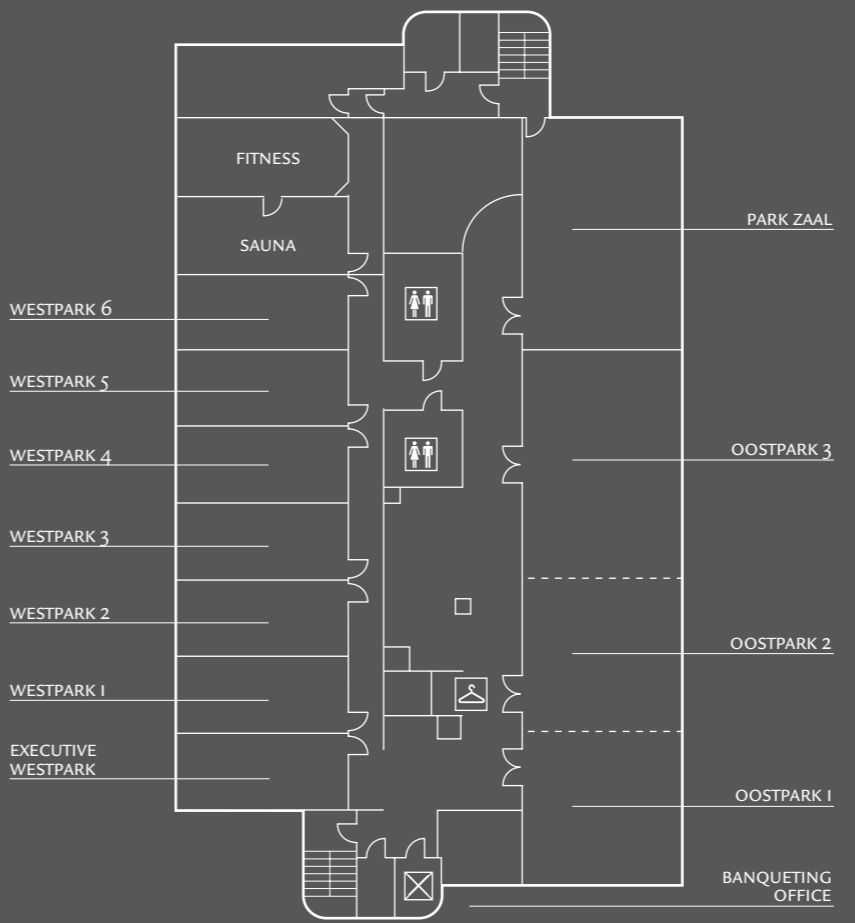 FITNESS
SAUNA
PARK ZAAL
WESTPARK 6
WESTPARK 5
WESTPARK 4
OOSTPARK 3
WESTPARK 3
WESTPARK 2
OOSTPARK 2
WESTPARK 1
EXECUTIVE
WESTPARK
OOSTPARK 1
BANQUETING
OFFICE